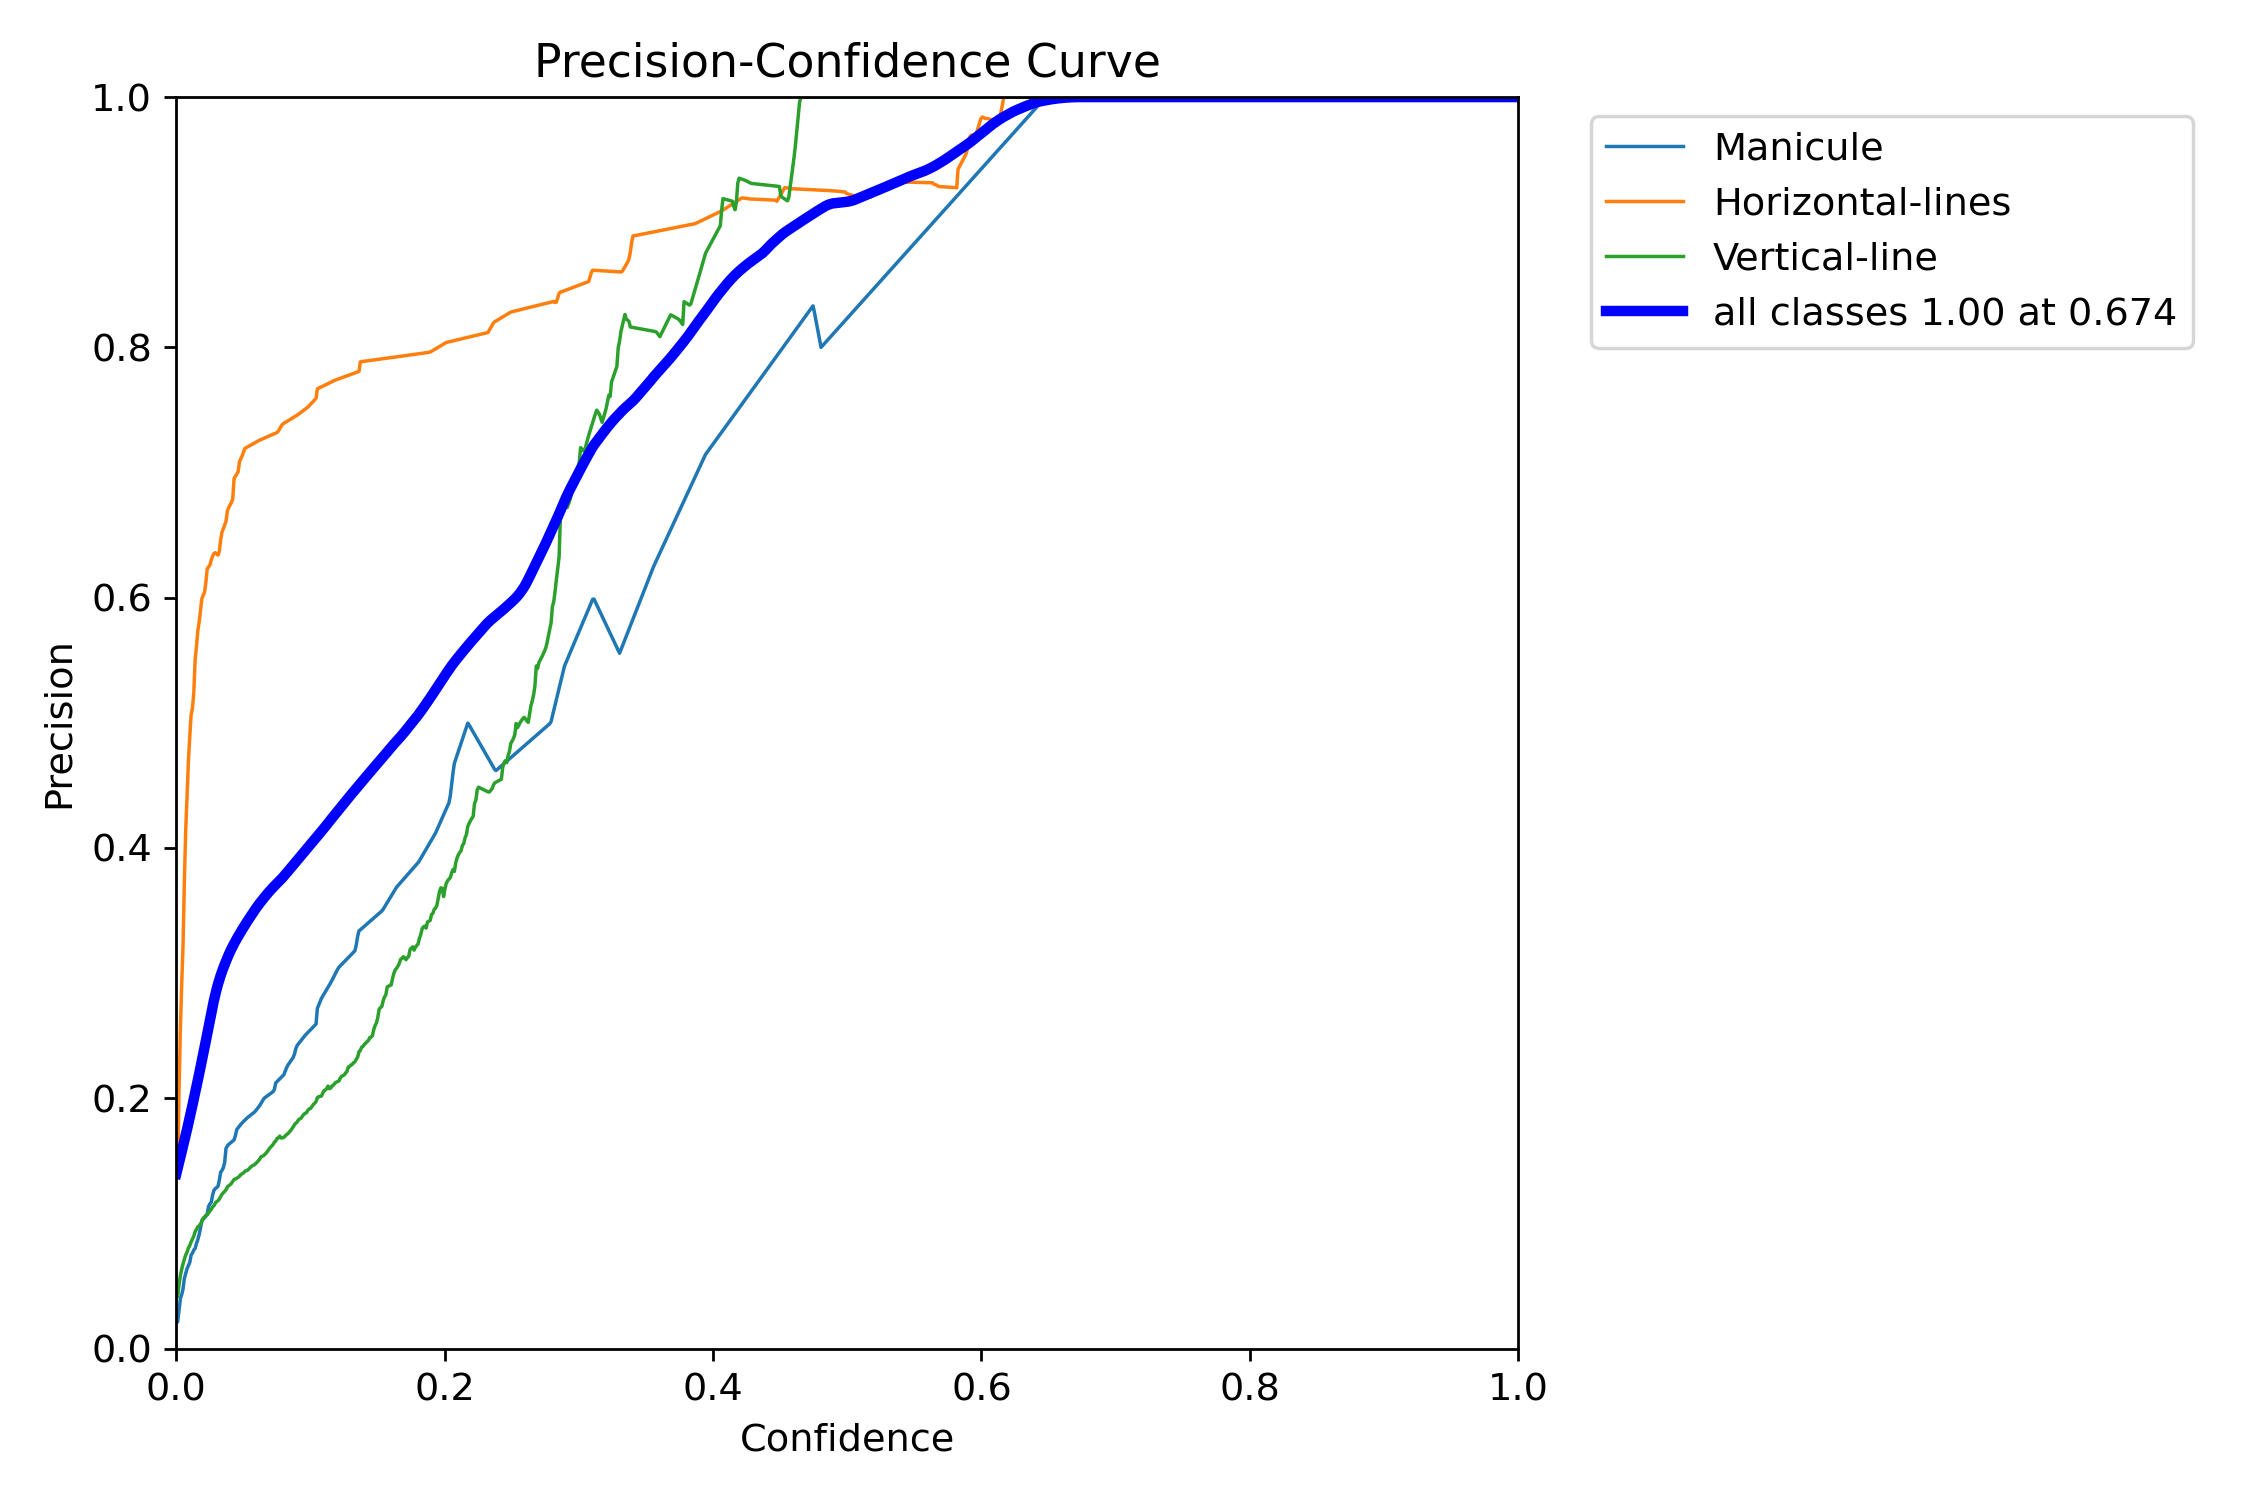 Precision-Confidence Curve
1.0
0.8
0.6
0.4
0.2
0.0
Precision
0.0 0.2 0.4 0.6 0.8 1.0
Confidence
Manicule
Horizontal-lines
Vertical-line
all classes 1.00 at 0.674